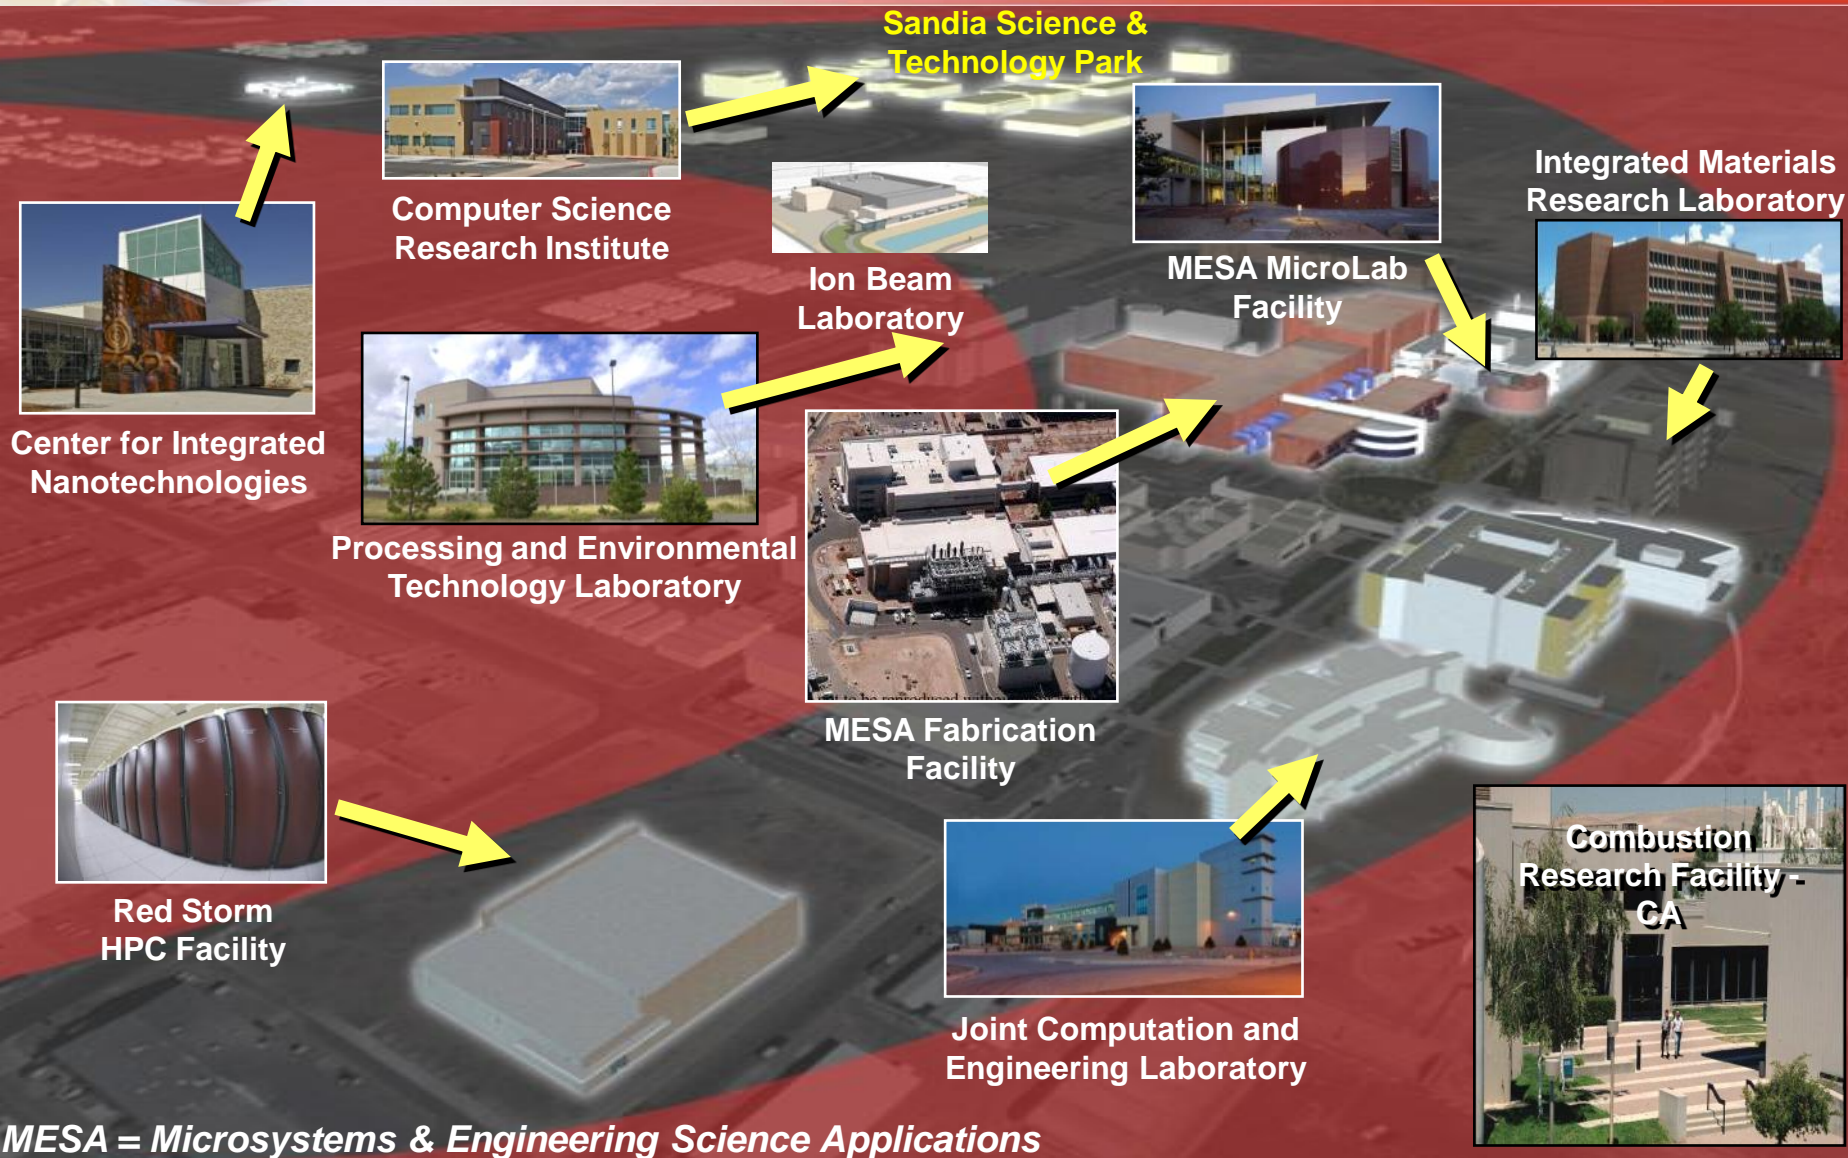 Sandia Science &
Technology Park
Computer Science
Research Institute
Ion Beam
Laboratory
MESA MicroLab
Facility
Integrated Materials
Research Laboratory
Center for Integrated
Nanotechnologies
Processing and Environmental
Technology Laboratory
MESA Fabrication
Facility
Red Storm
HPC Facility
Joint Computation and
Engineering Laboratory
Combustion
Research Facility -
CA
MESA = Microsystems & Engineering Science Applications